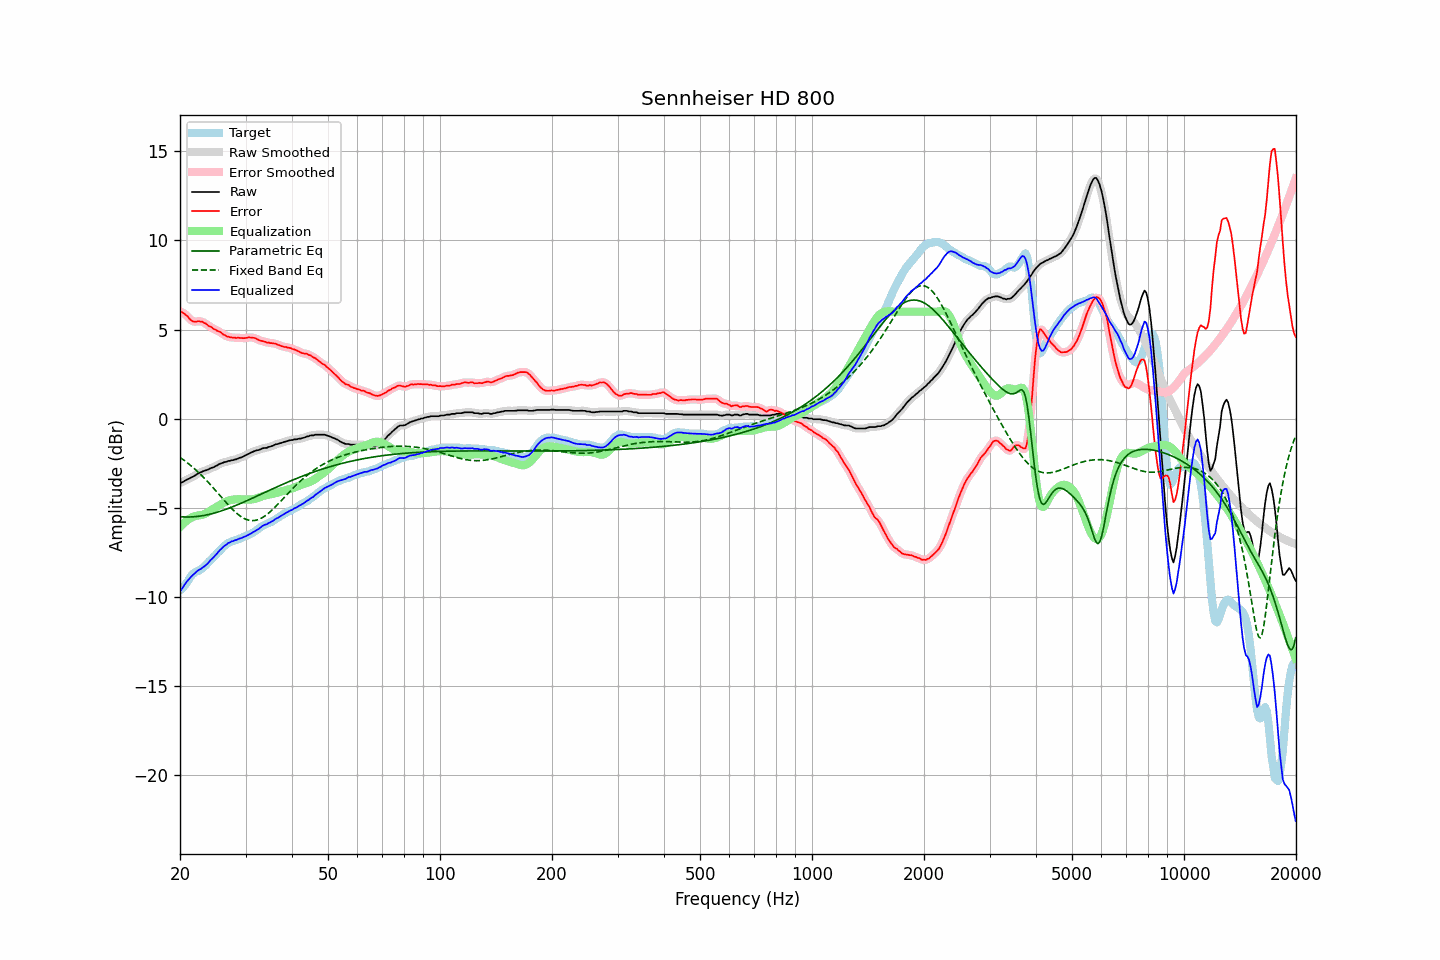 Sennheiser HD 800
Target
Raw Smoothed
Error Smoothed
Raw
Error
Equalization
Parametric Eq
Fixed Band Eq
Equalized
15
10
5
0
−5
−10
−15
−20
Amplitude (dBr)
20 50 100 200 500 1000 2000 5000 10000 20000
Frequency (Hz)